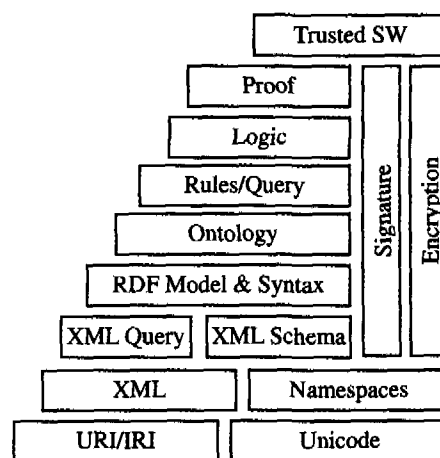 Trusted SW
Proof
Logic
Rules/Query
Ontology
RDF Model & Syntax
XML Query
XML Schema
Signature
Encryption
XML
Namespaces
URI/IRI
Unicode